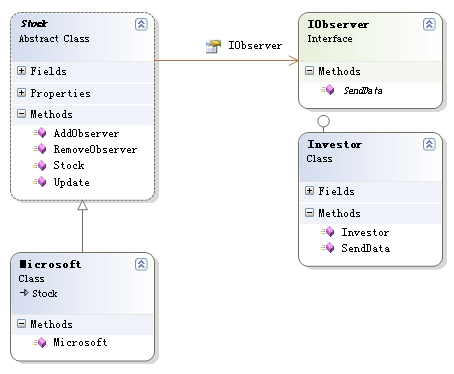 Stock
Abstract Class
Fields
Properties
Methods
AddObserver
RemoveObserver
Stock
Update
IObserver
IObserver
Interface
Methods
SendData
Investor
Class
Fields
Methods
Investor
SendData
Microsoft
Class
Stock
Methods
Microsoft